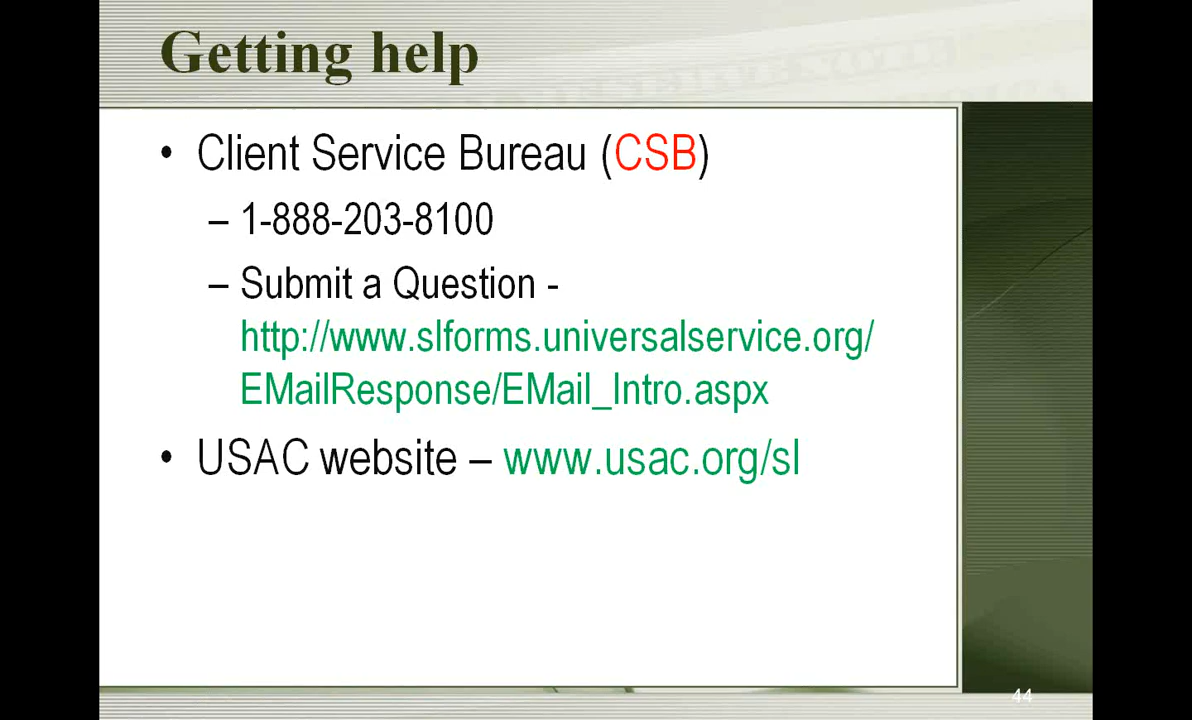 Getting help
• Client Service Bureau (CSB)
– 1-888-203-8100
– Submit a Question -
http://www.slforms.universalservice.org/
EMailResponse/EMail_Intro.aspx
• USAC website – www.usac.org/sl
44